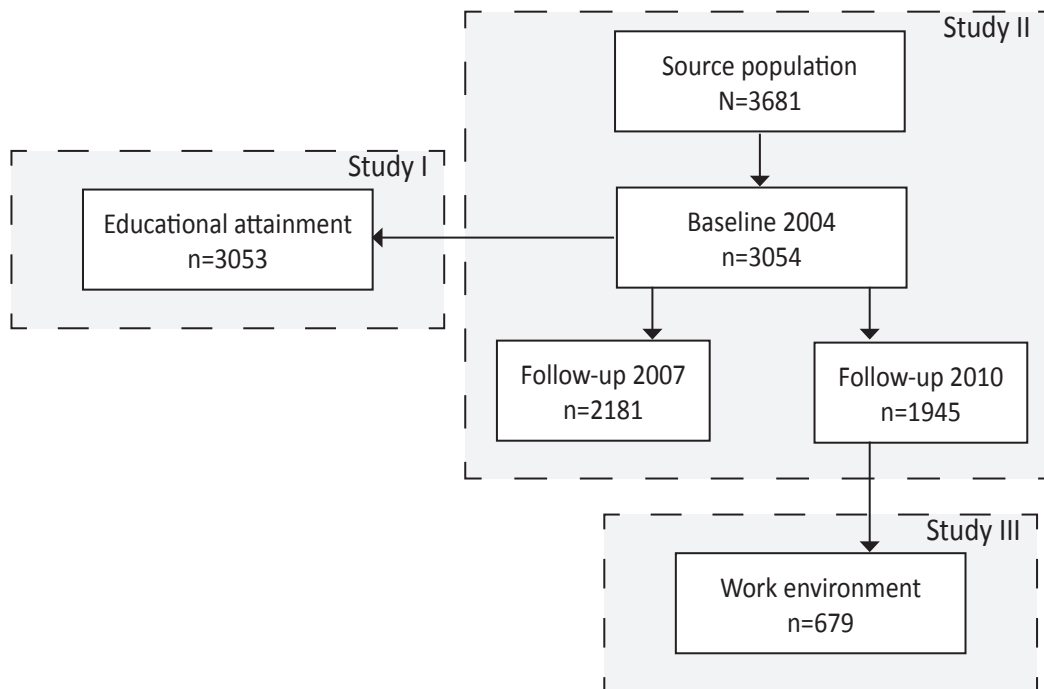 Study II
Source population
N=3681
Study I
Educational attainment
n=3053
Baseline 2004
n=3054
Follow-up 2007
n=2181
Follow-up 2010
n=1945
Study III
Work environment
n=679